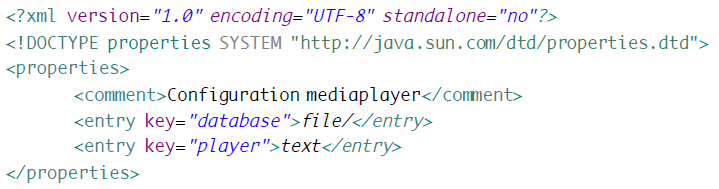 <?xml version="1.0" encoding="UTF-8" standalone="no"?>
<!DOCTYPE properties SYSTEM "http://java.sun.com/dtd/properties.dtd">
<properties>
<comment>Configuration mediaplayer</comment>
<entry key="database">file/</entry>
<entry key="player">text</entry>
</properties>